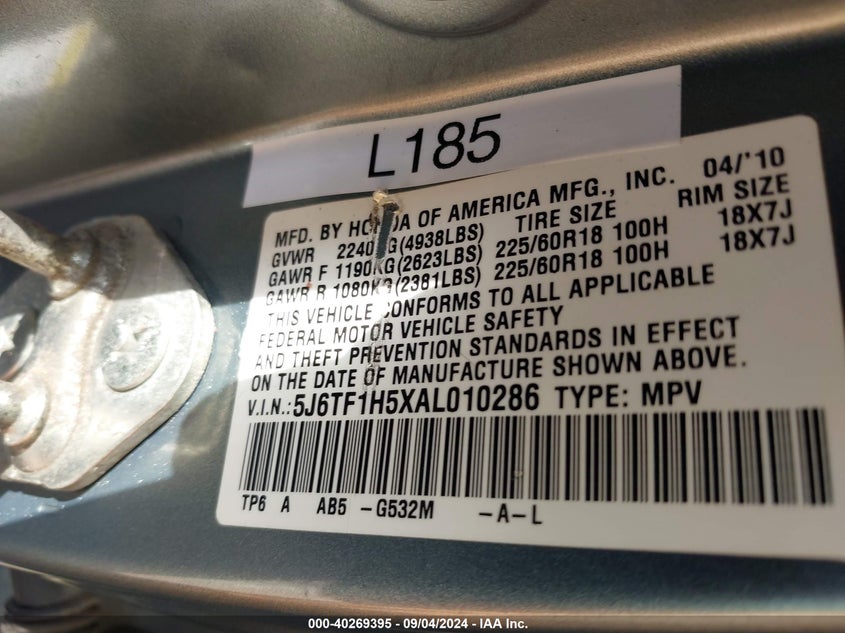 L185
MFD. BY HONDA OF AMERICA MFG., INC. 04/'10
GVWR 2240KG(4938LBS) TIRE SIZE RIM SIZE
GAWR F 1190KG(2623LBS) 225/60R18 100H 18X7J
GAWR R 1080KG(2381LBS) 225/60R18 100H 18X7J
THIS VEHICLE CONFORMS TO ALL APPLICABLE
FEDERAL MOTOR VEHICLE SAFETY
AND THEFT PREVENTION STANDARDS IN EFFECT
ON THE DATE OF MANUFACTURE SHOWN ABOVE.
V.I.N.: 5J6TF1H5XAL010286 TYPE: MPV
TP6 A AB5 -G532M -A-L
000-40269395 - 09/04/2024 - IAA Inc.